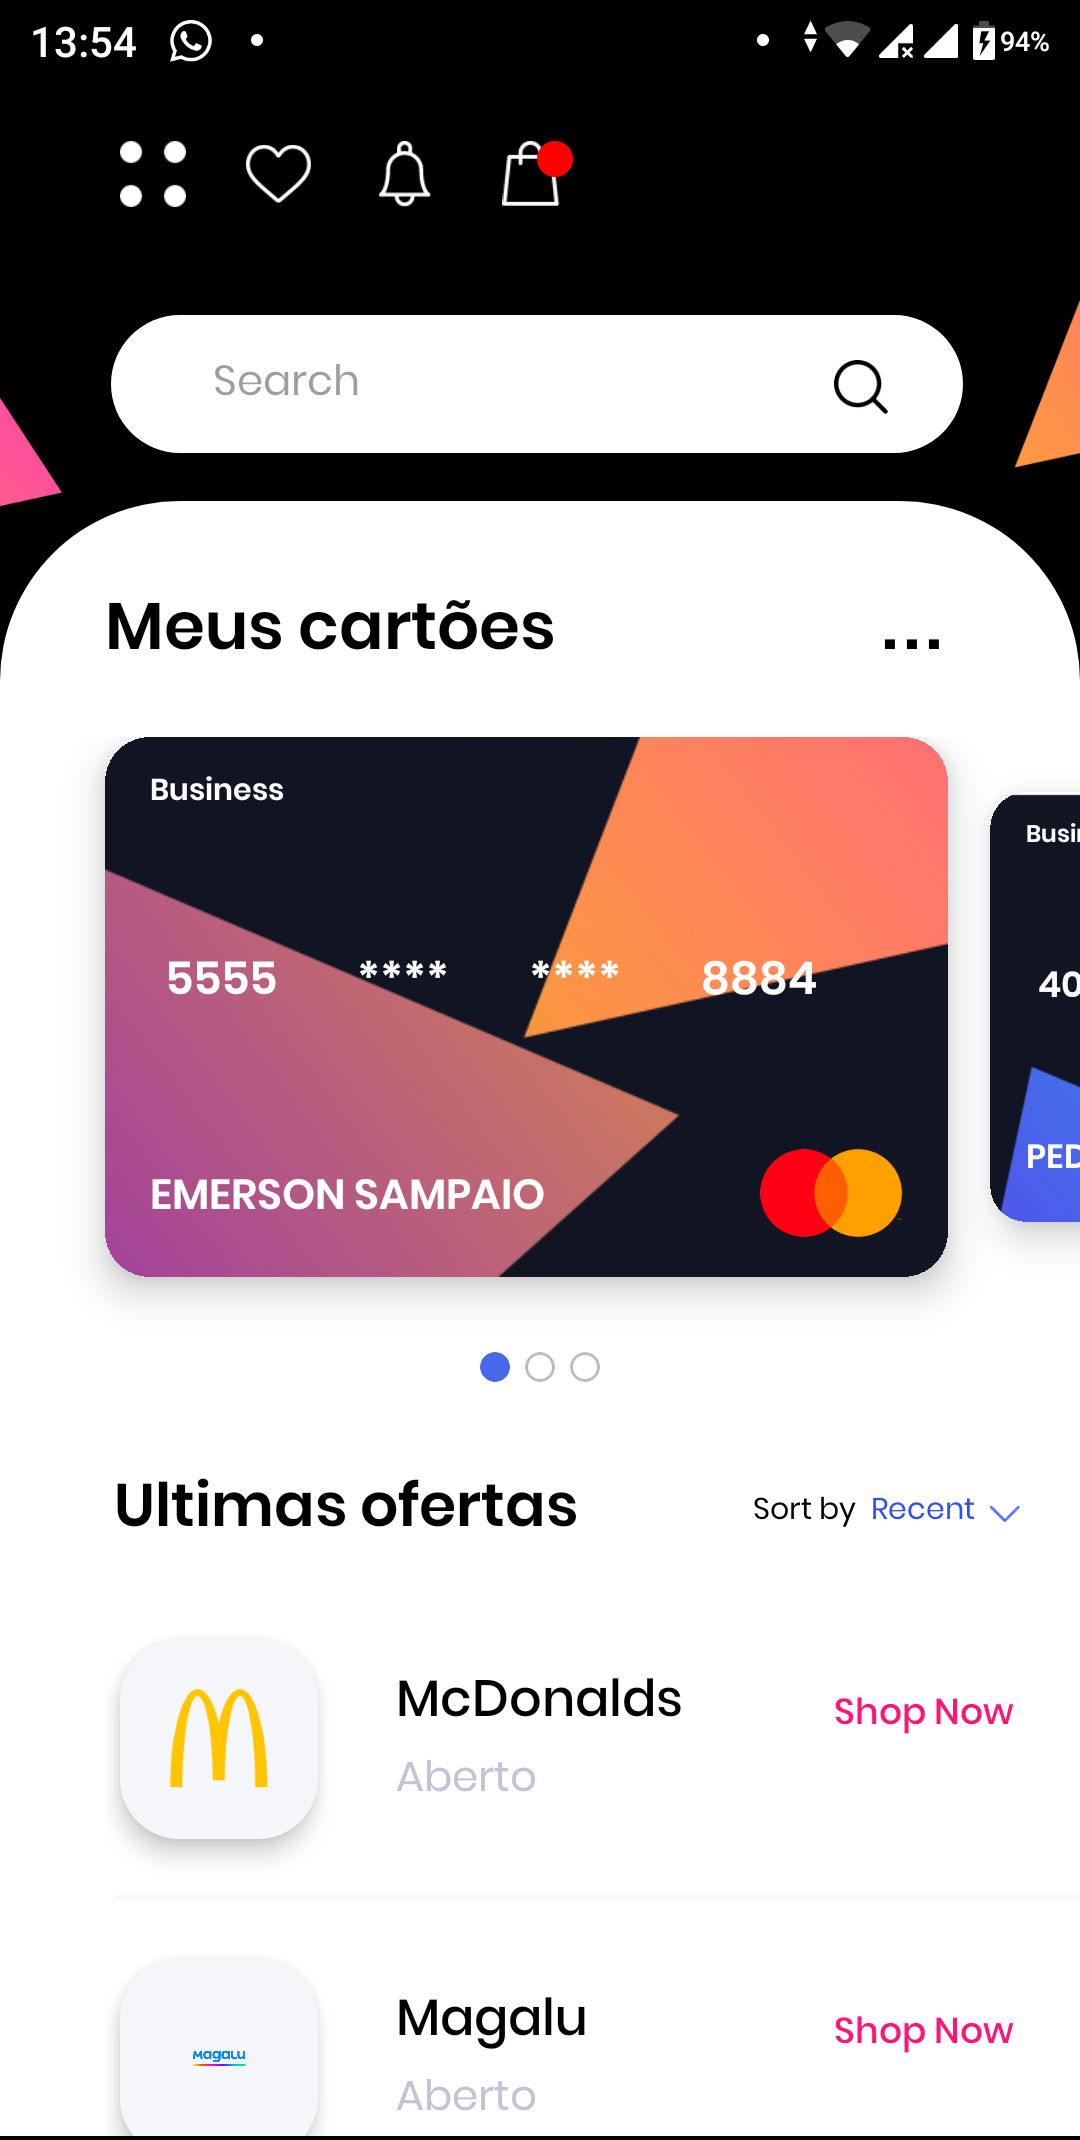 13:54 94%
Search
Meus cartões ...
Business
Busi
5555 **** **** 8884
40
EMERSON SAMPAIO
PED
Ultimas ofertas Sort by Recent
McDonalds
Shop Now
Aberto
Magalu
Magalu
Shop Now
Aberto